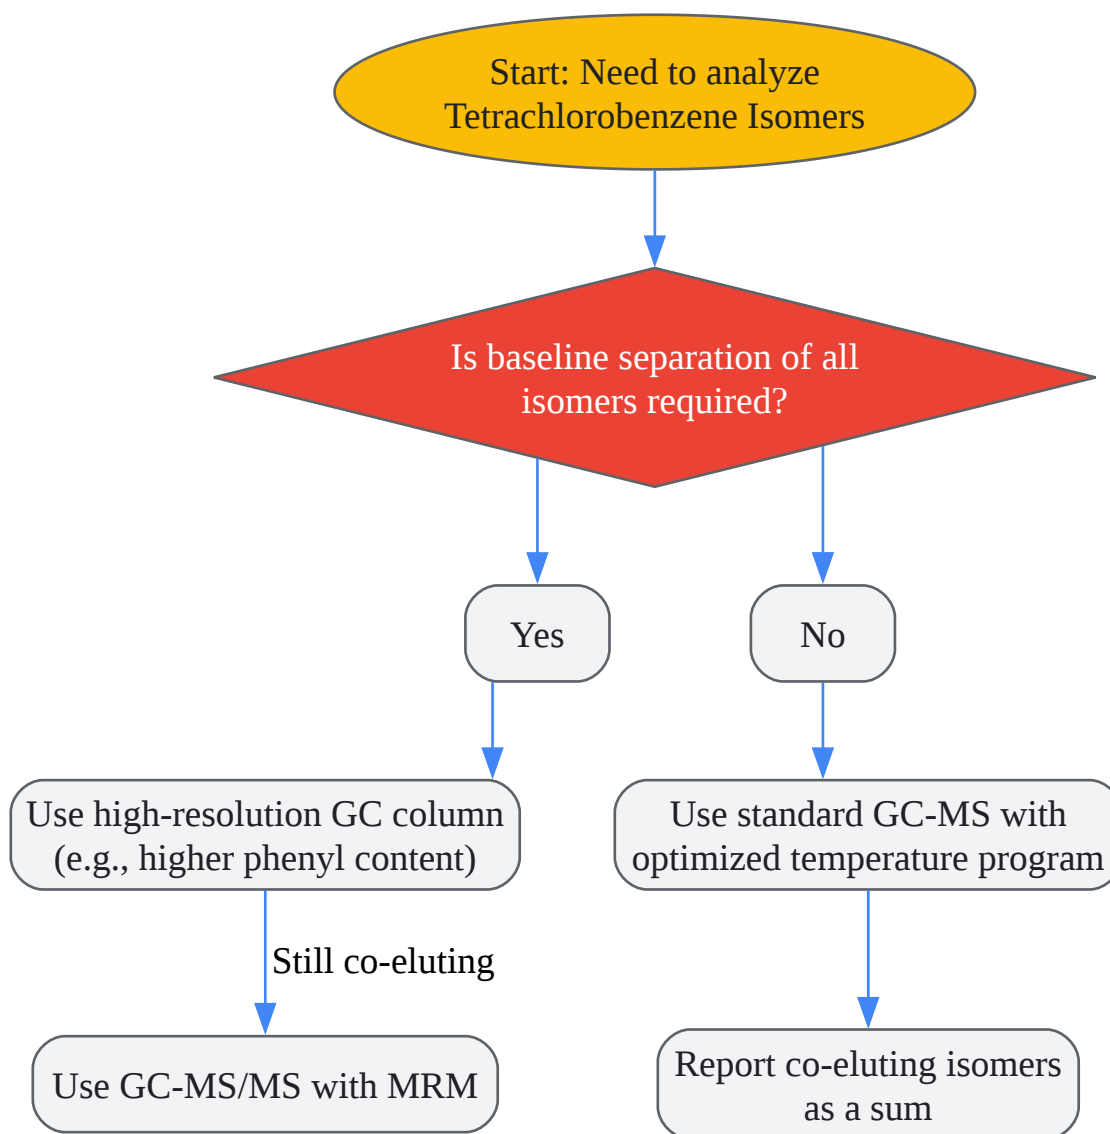 Start: Need to analyze
Tetrachlorobenzene Isomers
Is baseline separation of all
isomers required?
Yes
No
Use high-resolution GC column
(e.g., higher phenyl content)
Use standard GC-MS with
optimized temperature program
Still co-eluting
Use GC-MS/MS with MRM
Report co-eluting isomers
as a sum